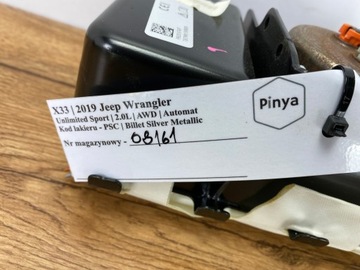 X33 | 2019 Jeep Wrangler
Unlimited Sport | 2.0L | AWD | Automat
Kod lakieru - PSC | Billet Silver Metallic
Nr magazynowy - 08161
Pinya